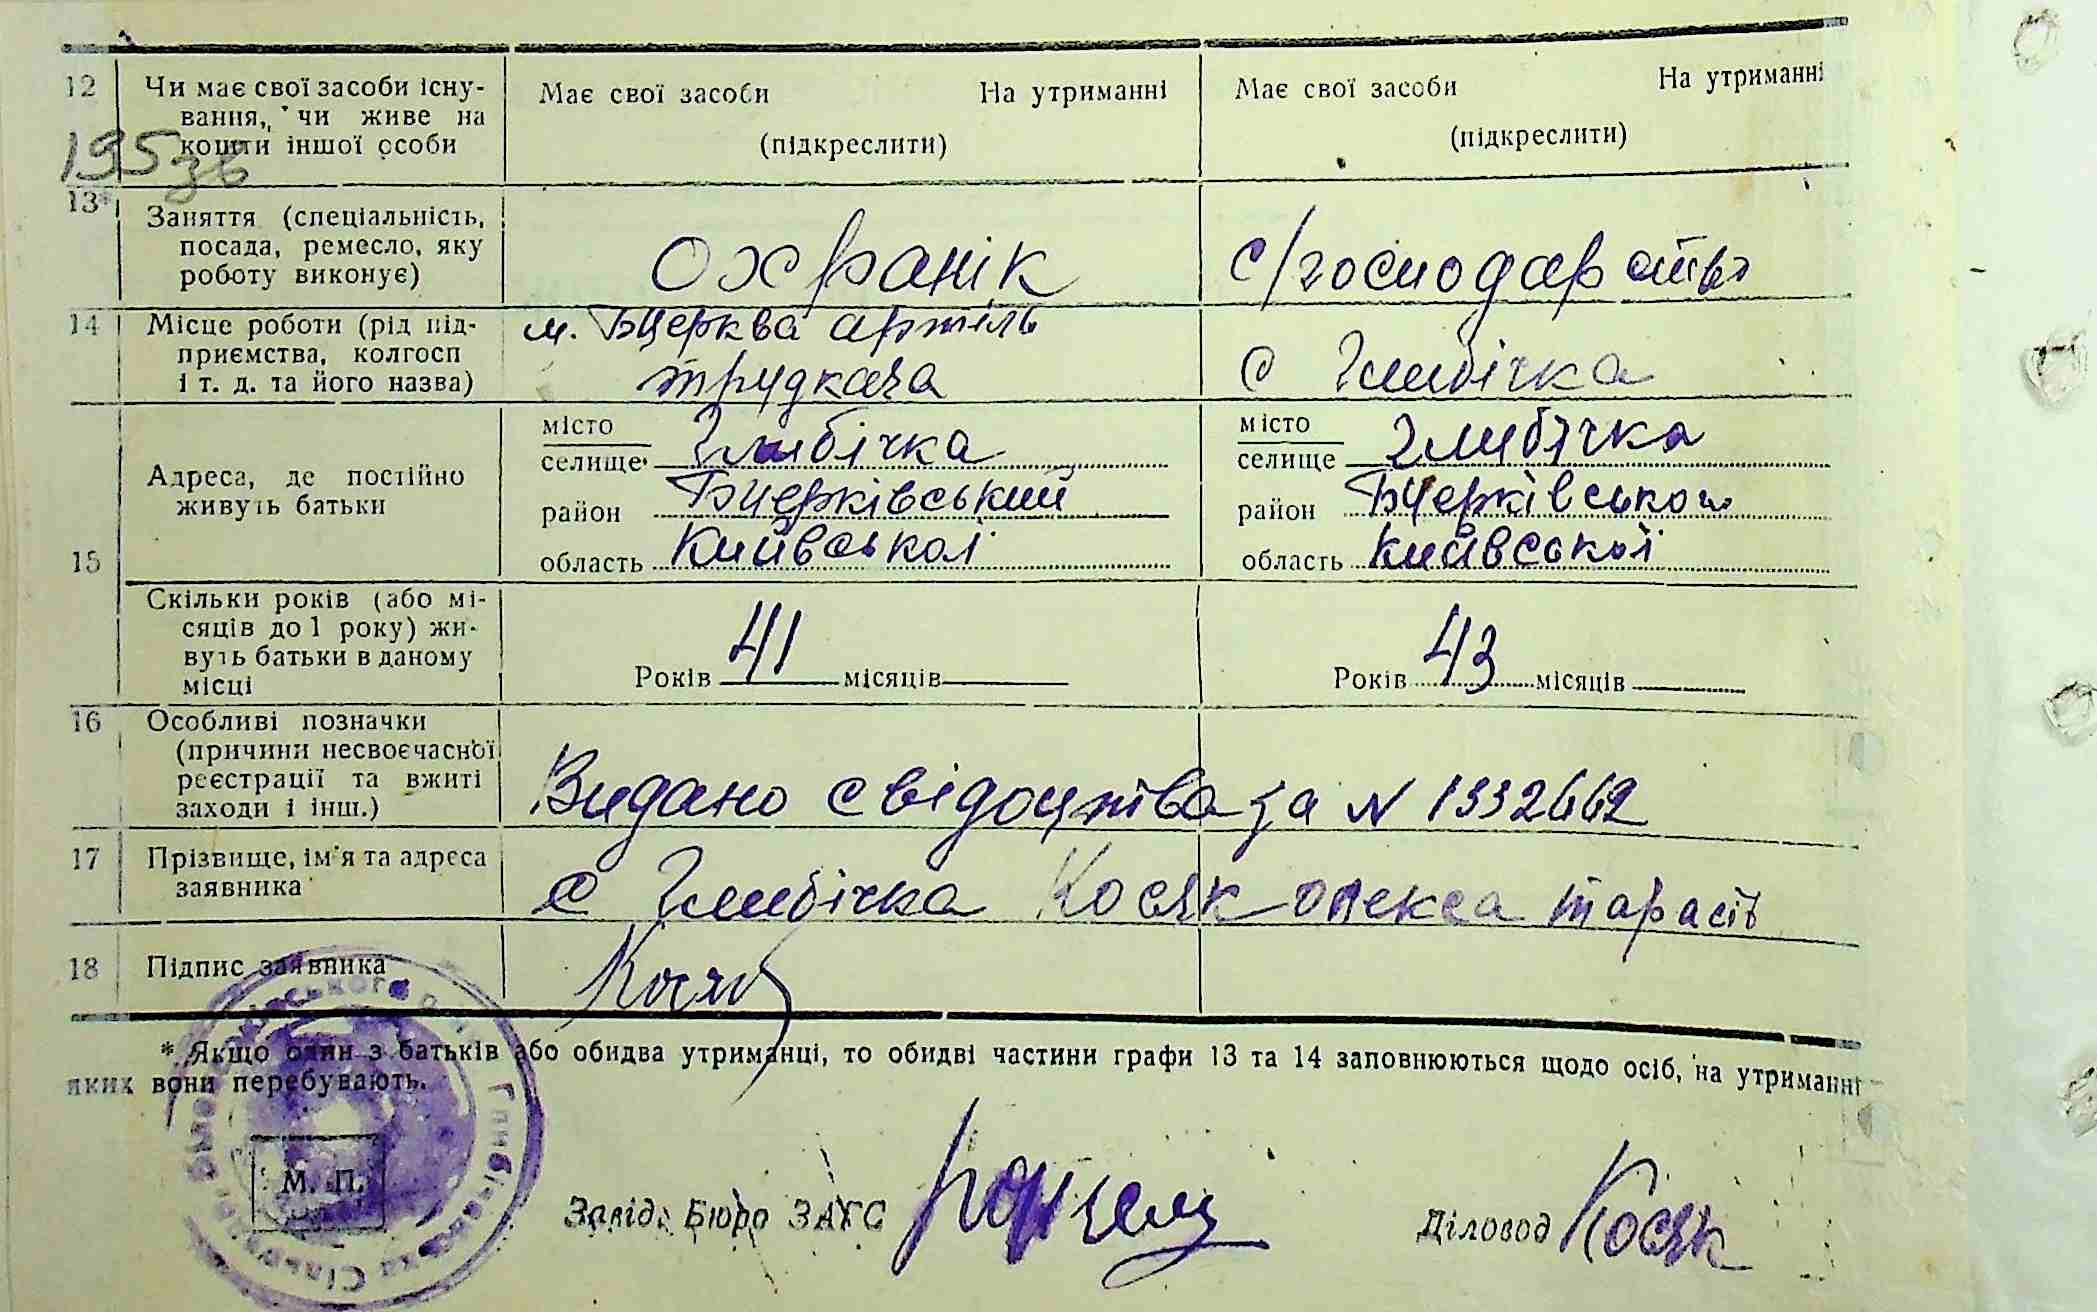 12 Чи має свої засоби існу-
вання, чи живе на
кошти іншої особи
Має свої засоби На утриманні
(підкреслити)
Має свої засоби На утриманні
(підкреслити)
195зв
13* Заняття (спеціальність,
посада, ремесло, яку
роботу виконує)
Охранік
с/господарство
14 Місце роботи (рід під-
приємства, колгосп
і т. д. та його назва)
м. БЦерква артіль
трудкача
с Глибічка
15 Адреса, де постійно
живуть батьки
місто
селище Глибічка
район БЦерківський
область Київської
місто
селище Глибічка
район БЦерківського
область Київської
Скільки років (або мі-
сяців до 1 року) жи-
вуть батьки в даному
місці
Років 41 місяців
Років 43 місяців
16 Особливі позначки
(причини несвоєчасної
реєстрації та вжиті
заходи і інш.)
Видано свідоцтва за N 1332662
17 Прізвище, ім'я та адреса
заявника
с Глибічка Косяк олекса тарасів
18 Підпис заявника
Косяк
* Якщо один з батьків або обидва утриманці, то обидві частини графи 13 та 14 заповнюються щодо осіб, на утриманні
яких вони перебувають.
М. П.
Завід. Бюро ЗАГС
Діловод Косяк